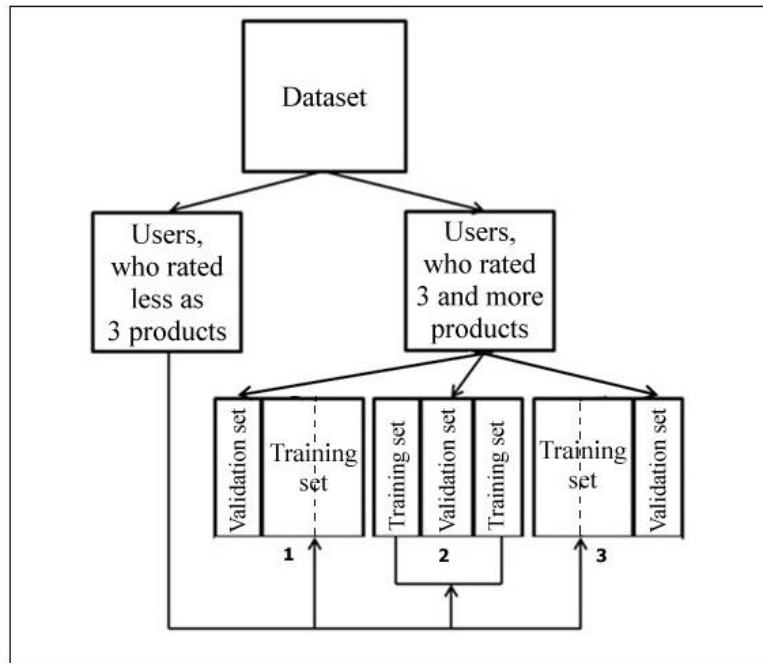 Dataset
Users,
who rated
less as
3 products
Users,
who rated
3 and more
products
Validation set
Training
set
Training set
Validation set
Training set
Training
set
Validation set
1
2
3